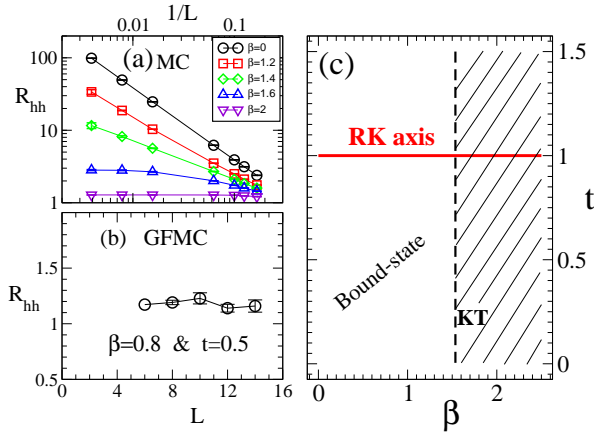 1/L
0.01 0.1
(a) MC
β=0
β=1.2
β=1.4
β=1.6
β=2
100
10
1
R_hh
(b) GFMC
1.5
1
0.5
R_hh
β=0.8 & t=0.5
0 4 8 12 16
L
(c)
RK axis
Bound-state
KT
1.5
1
0.5
0
t
0 1 2
β